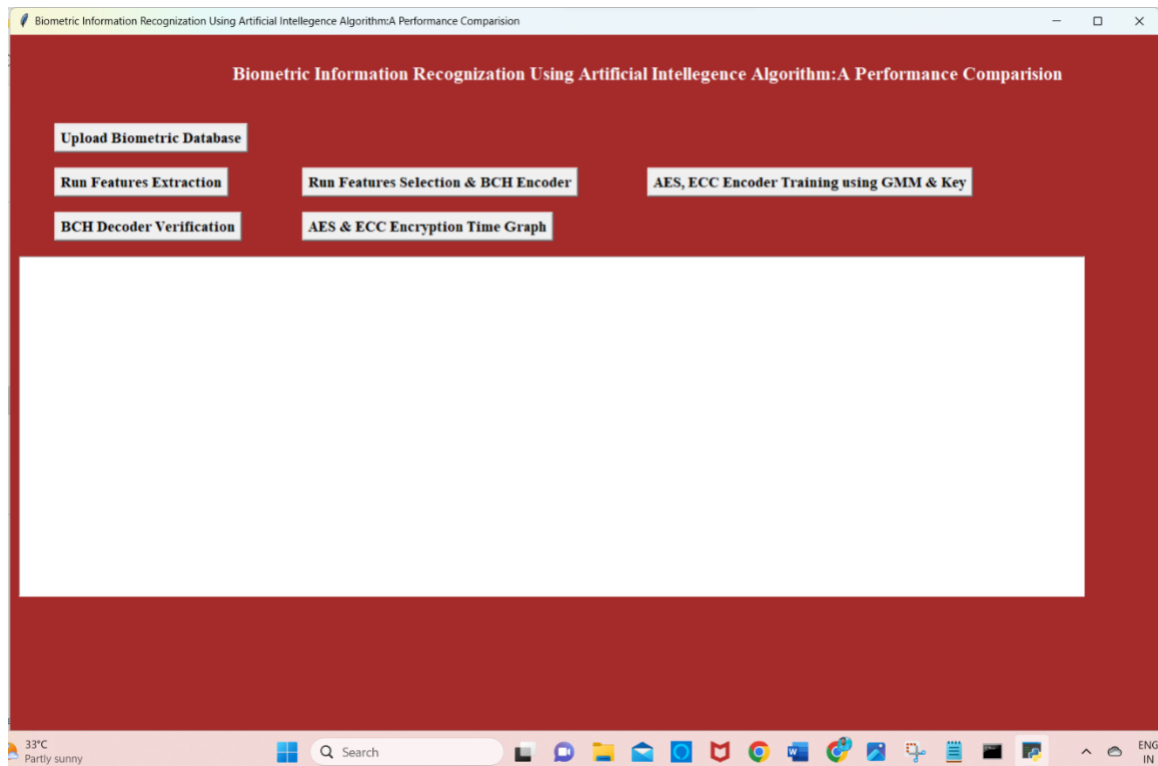 Biometric Information Recognization Using Artificial Intellegence Algorithm:A Performance Comparision
Biometric Information Recognization Using Artificial Intellegence Algorithm:A Performance Comparision
Upload Biometric Database
Run Features Extraction
Run Features Selection & BCH Encoder
AES, ECC Encoder Training using GMM & Key
BCH Decoder Verification
AES & ECC Encryption Time Graph
33°C
Partly sunny
Search
ENG
IN